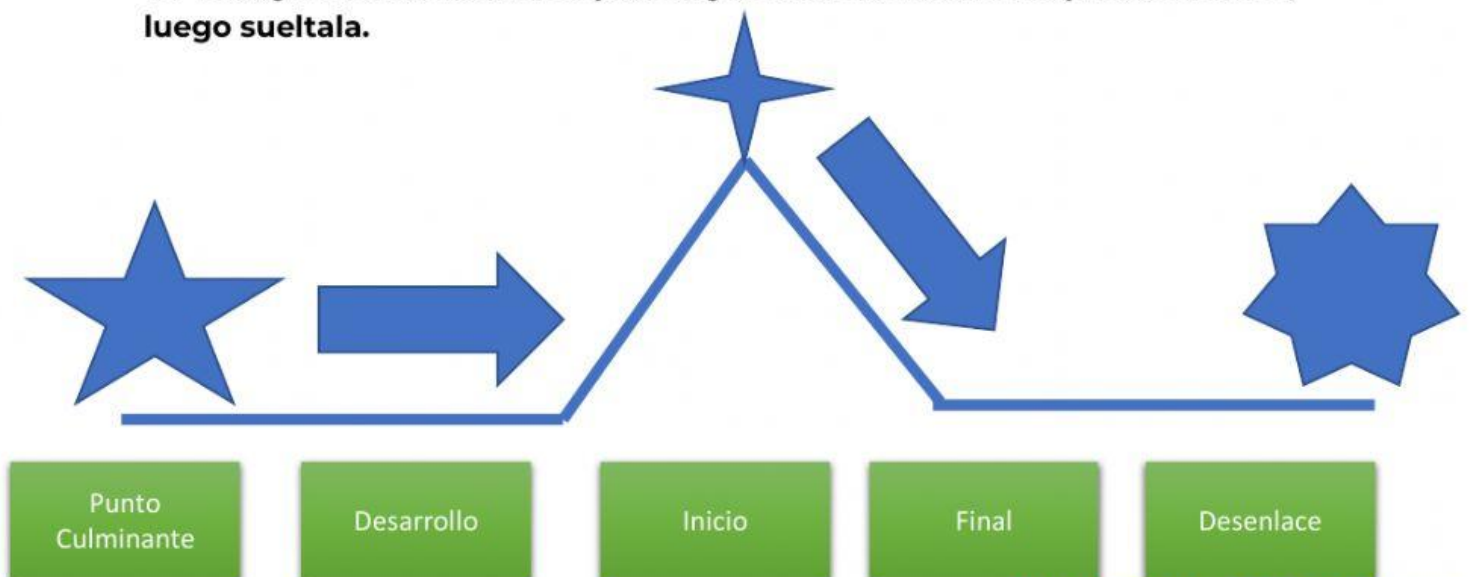 luego sueltala.
Punto
Culminante
Desarrollo
Inicio
Final
Desenlace